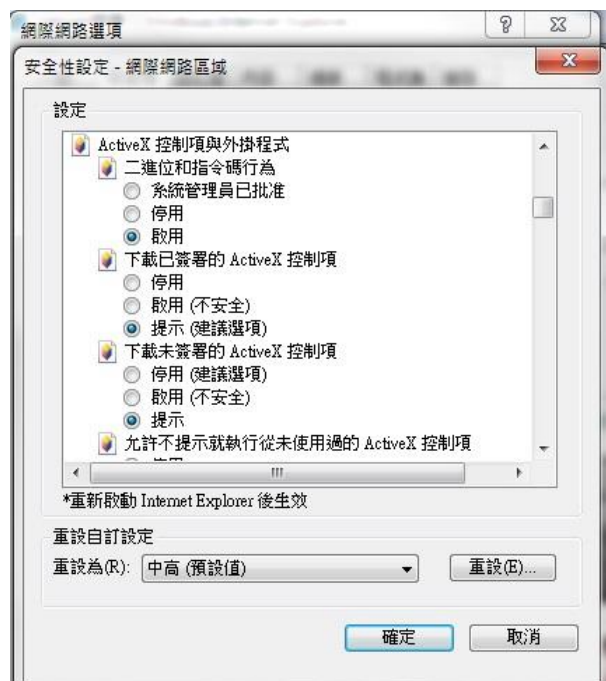 網際網路選項
安全性設定 - 網際網路區域
設定
ActiveX 控制項與外掛程式
二進位和指令碼行為
系統管理員已批准
停用
啟用
下載已簽署的 ActiveX 控制項
停用
啟用 (不安全)
提示 (建議選項)
下載未簽署的 ActiveX 控制項
停用 (建議選項)
啟用 (不安全)
提示
允許不提示就執行從未使用過的 ActiveX 控制項
*重新啟動 Internet Explorer 後生效
重設自訂設定
重設為(R): 中高 (預設值) 重設(E)...
確定 取消